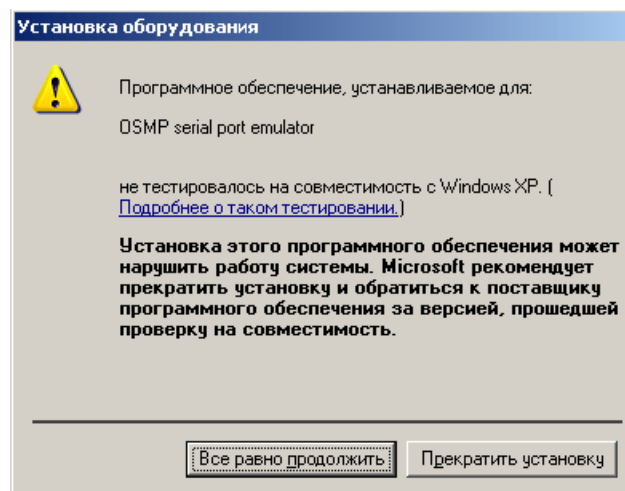 Установка оборудования
Программное обеспечение, устанавливаемое для:
OSMP serial port emulator
не тестировалось на совместимость с Windows XP. (
Подробнее о таком тестировании.)
Установка этого программного обеспечения может
нарушить работу системы. Microsoft рекомендует
прекратить установку и обратиться к поставщику
программного обеспечения за версией, прошедшей
проверку на совместимость.
Все равно продолжить
Прекратить установку